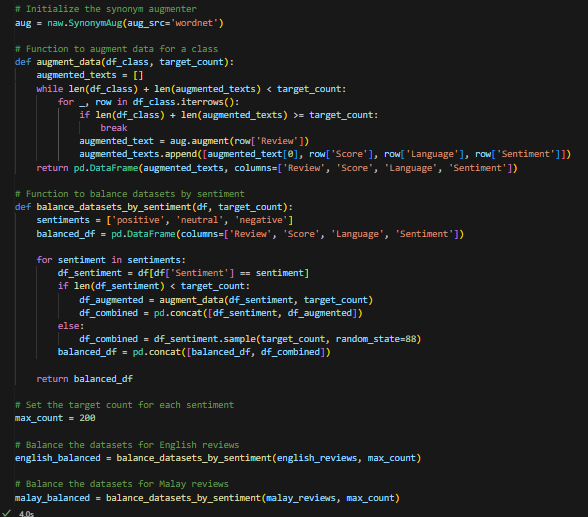 # Initialize the synonym augmenter
aug = naw.SynonymAug(aug_src='wordnet')
# Function to augment data for a class
def augment_data(df_class, target_count):
    augmented_texts = []
    while len(df_class) + len(augmented_texts) < target_count:
        for _, row in df_class.iterrows():
            if len(df_class) + len(augmented_texts) >= target_count:
                break
            augmented_text = aug.augment(row['Review'])
            augmented_texts.append([augmented_text[0], row['Score'], row['Language'], row['Sentiment']])
    return pd.DataFrame(augmented_texts, columns=['Review', 'Score', 'Language', 'Sentiment'])
# Function to balance datasets by sentiment
def balance_datasets_by_sentiment(df, target_count):
    sentiments = ['positive', 'neutral', 'negative']
    balanced_df = pd.DataFrame(columns=['Review', 'Score', 'Language', 'Sentiment'])
    for sentiment in sentiments:
        df_sentiment = df[df['Sentiment'] == sentiment]
        if len(df_sentiment) < target_count:
            df_augmented = augment_data(df_sentiment, target_count)
            df_combined = pd.concat([df_sentiment, df_augmented])
        else:
            df_combined = df_sentiment.sample(target_count, random_state=88)
        balanced_df = pd.concat([balanced_df, df_combined])
    return balanced_df
# Set the target count for each sentiment
max_count = 200
# Balance the datasets for English reviews
english_balanced = balance_datasets_by_sentiment(english_reviews, max_count)
# Balance the datasets for Malay reviews
malay_balanced = balance_datasets_by_sentiment(malay_reviews, max_count)
4.0s